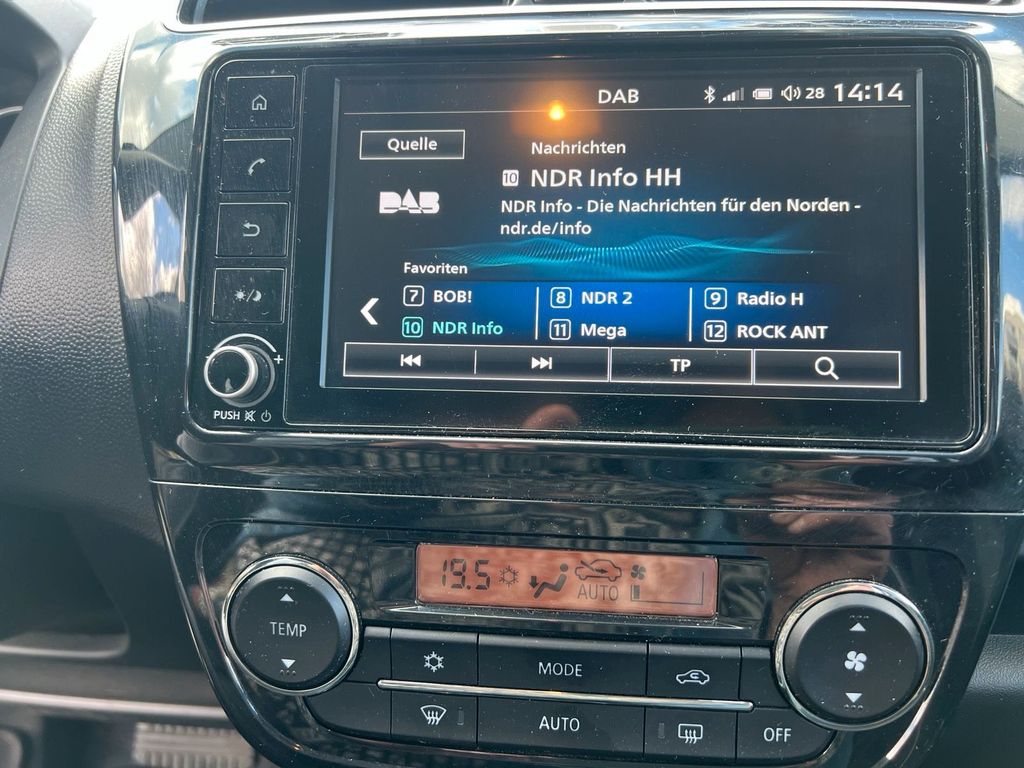 DAB 28 14:14
Quelle
Nachrichten
DAB
10 NDR Info HH
NDR Info - Die Nachrichten für den Norden -
ndr.de/info
Favoriten
7 BOB! 8 NDR 2 9 Radio H
10 NDR Info 11 Mega 12 ROCK ANT
TP
PUSH
19.5 AUTO
TEMP
MODE
AUTO
OFF